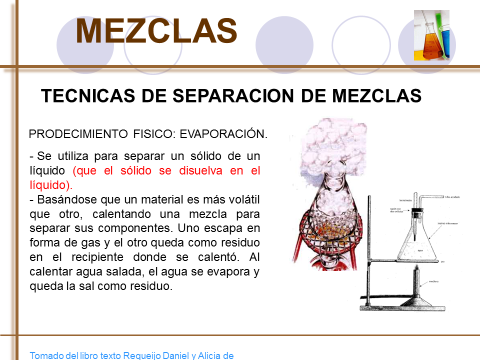 MEZCLAS
TECNICAS DE SEPARACION DE MEZCLAS
PRODECIMIENTO FISICO: EVAPORACIÓN.
- Se utiliza para separar un sólido de un
líquido (que el sólido se disuelva en el
líquido).
- Basándose que un material es más volátil
que otro, calentando una mezcla para
separar sus componentes. Uno escapa en
forma de gas y el otro queda como residuo
en el recipiente donde se calentó. Al
calentar agua salada, el agua se evapora y
queda la sal como residuo.
Tomado del libro texto Requeijo Daniel y Alicia de